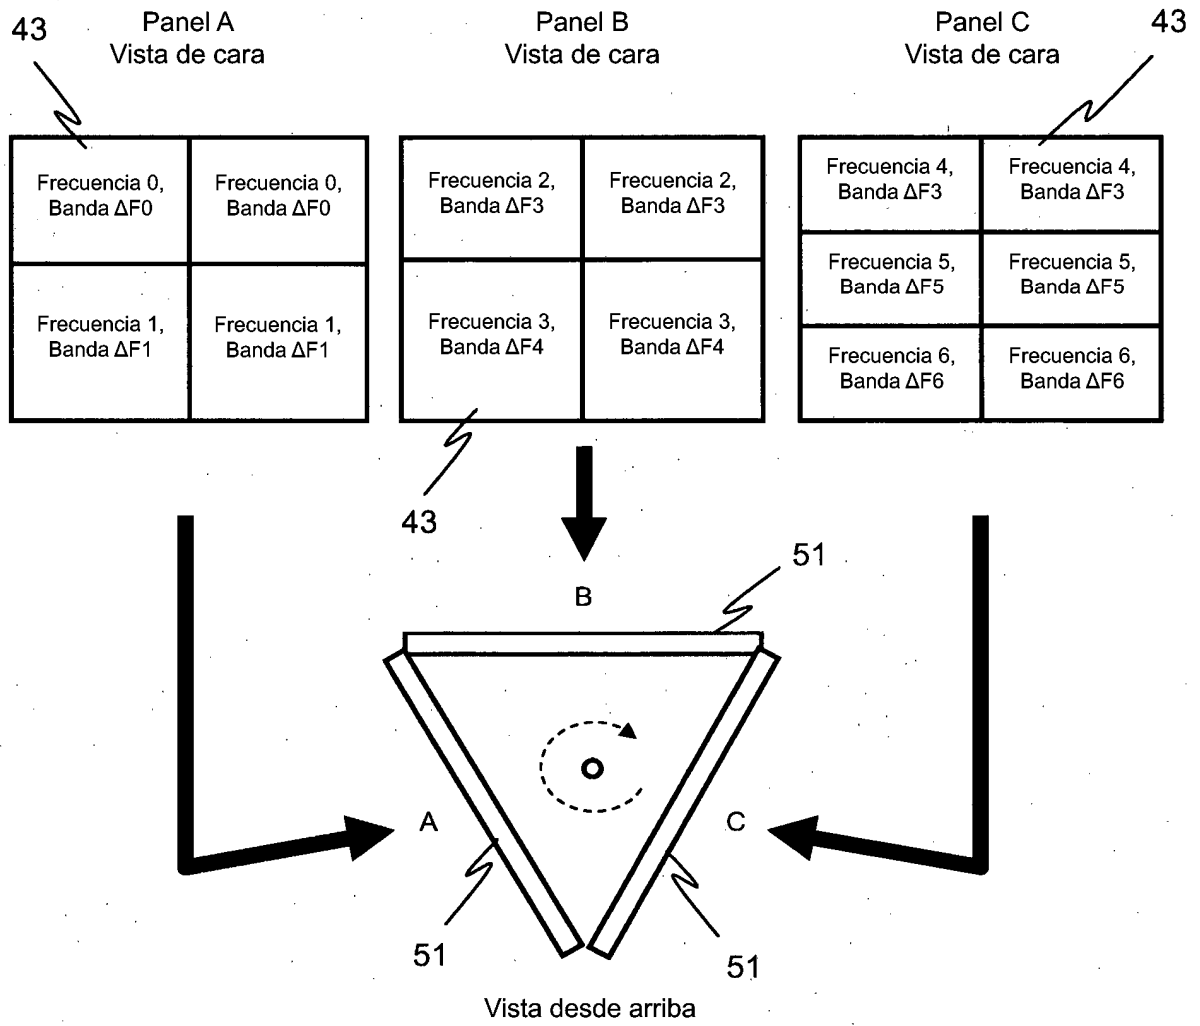 43
Panel A
Vista de cara
Panel B
Vista de cara
Panel C
Vista de cara
43
Frecuencia 0,
Banda ΔF0
Frecuencia 0,
Banda ΔF0
Frecuencia 1,
Banda ΔF1
Frecuencia 1,
Banda ΔF1
Frecuencia 2,
Banda ΔF3
Frecuencia 2,
Banda ΔF3
Frecuencia 3,
Banda ΔF4
Frecuencia 3,
Banda ΔF4
Frecuencia 4,
Banda ΔF3
Frecuencia 4,
Banda ΔF3
Frecuencia 5,
Banda ΔF5
Frecuencia 5,
Banda ΔF5
Frecuencia 6,
Banda ΔF6
Frecuencia 6,
Banda ΔF6
43
51
B
A
C
51
51
Vista desde arriba